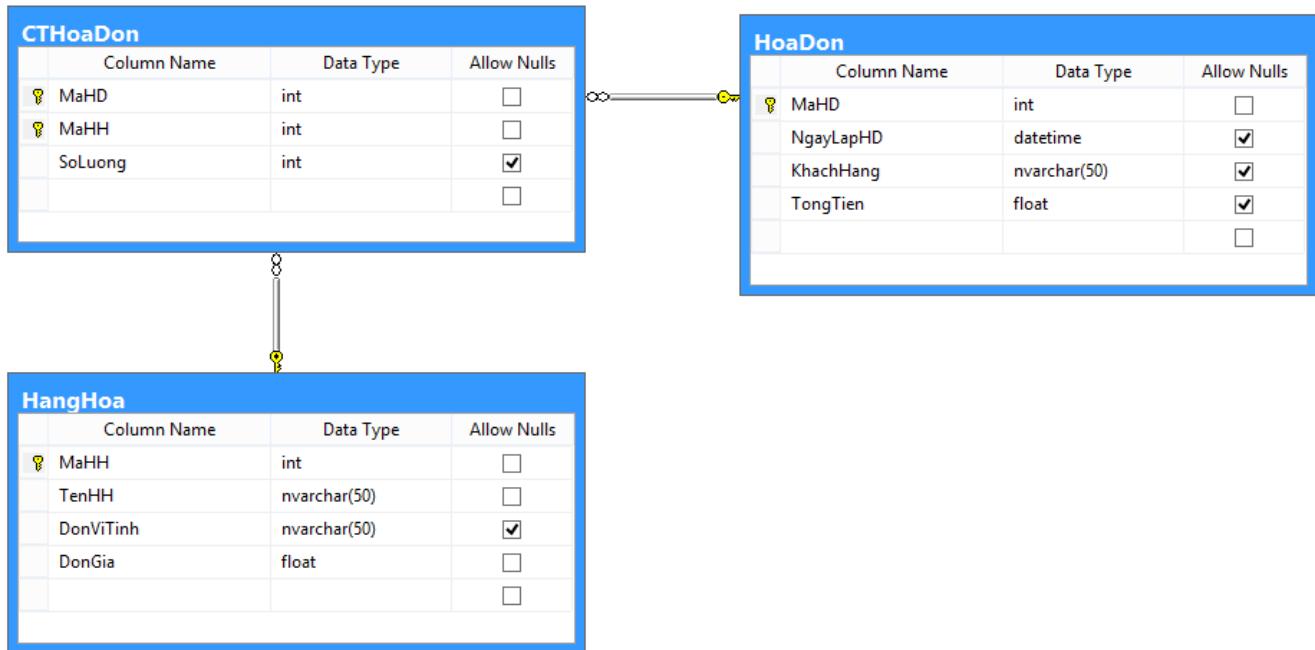 CTHoaDon
Column Name Data Type Allow Nulls
MaHD int
MaHH int
SoLuong int
HoaDon
Column Name Data Type Allow Nulls
MaHD int
NgayLapHD datetime
KhachHang nvarchar(50)
TongTien float
HangHoa
Column Name Data Type Allow Nulls
MaHH int
TenHH nvarchar(50)
DonViTinh nvarchar(50)
DonGia float